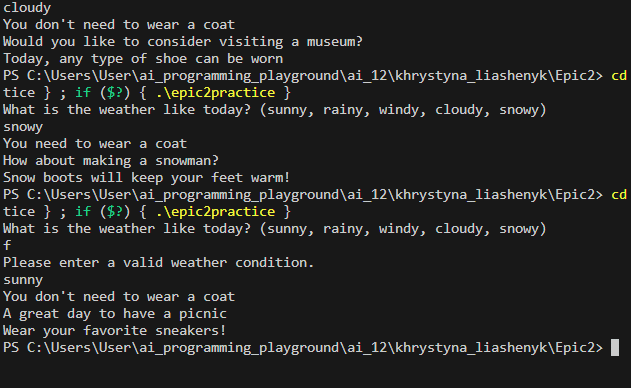 cloudy
You don't need to wear a coat
Would you like to consider visiting a museum?
Today, any type of shoe can be worn
PS C:\Users\User\ai_programming_playground\ai_12\khrystyna_liashenyk\Epic2> cd
tice } ; if ($?) { .\epic2practice }
What is the weather like today? (sunny, rainy, windy, cloudy, snowy)
snowy
You need to wear a coat
How about making a snowman?
Snow boots will keep your feet warm!
PS C:\Users\User\ai_programming_playground\ai_12\khrystyna_liashenyk\Epic2> cd
tice } ; if ($?) { .\epic2practice }
What is the weather like today? (sunny, rainy, windy, cloudy, snowy)
f
Please enter a valid weather condition.
sunny
You don't need to wear a coat
A great day to have a picnic
Wear your favorite sneakers!
PS C:\Users\User\ai_programming_playground\ai_12\khrystyna_liashenyk\Epic2>